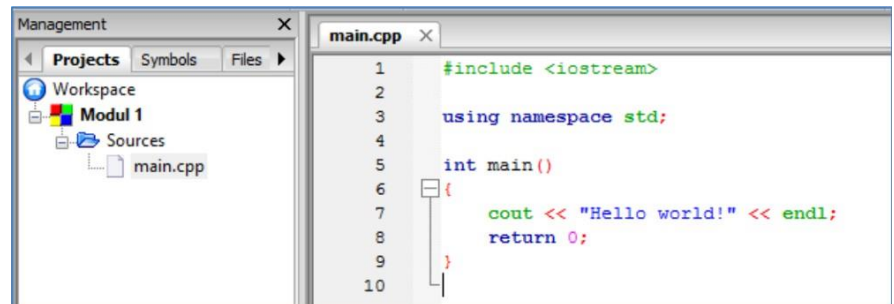 Management
Projects Symbols Files
Workspace
Modul 1
Sources
main.cpp
main.cpp
1 #include <iostream>
2
3 using namespace std;
4
5 int main()
6 {
7 cout << "Hello world!" << endl;
8 return 0;
9 }
10